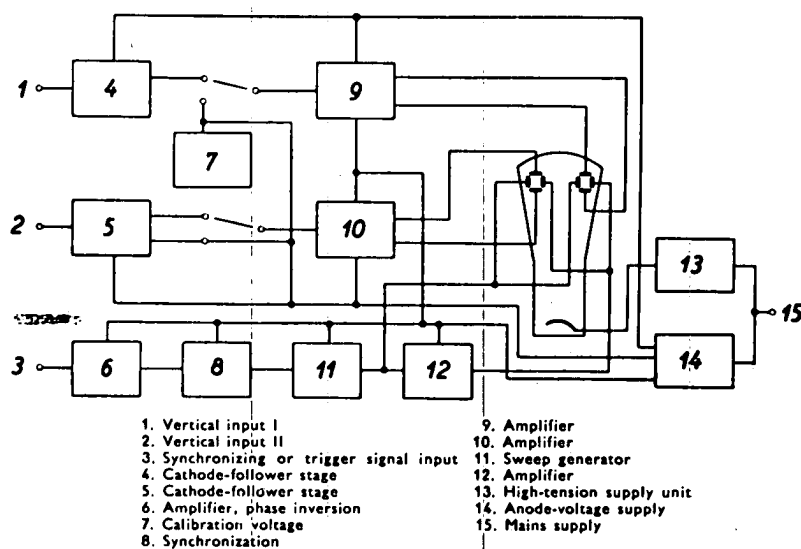 1
4
9
7
2
5
10
13
15
14
3
6
8
11
12
1. Vertical input I
2. Vertical input II
3. Synchronizing or trigger signal input
4. Cathode-follower stage
5. Cathode-follower stage
6. Amplifier, phase inversion
7. Calibration voltage
8. Synchronization
9. Amplifier
10. Amplifier
11. Sweep generator
12. Amplifier
13. High-tension supply unit
14. Anode-voltage supply
15. Mains supply